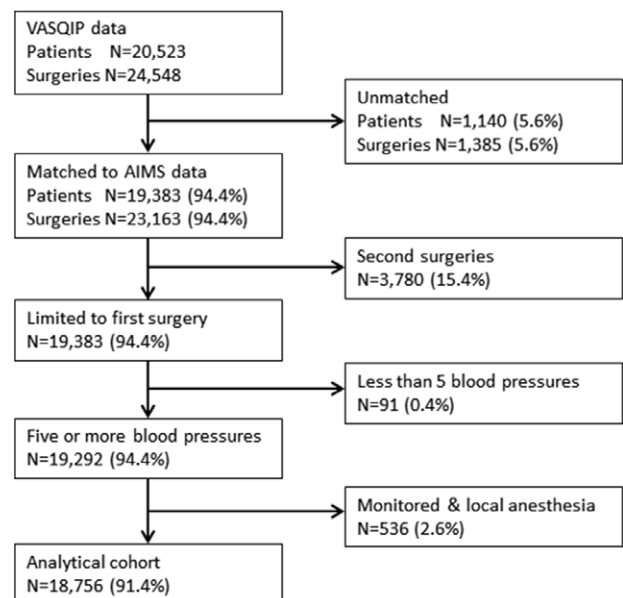 VASQIP data
Patients N=20,523
Surgeries N=24,548
Unmatched
Patients N=1,140 (5.6%)
Surgeries N=1,385 (5.6%)
Matched to AIMS data
Patients N=19,383 (94.4%)
Surgeries N=23,163 (94.4%)
Second surgeries
N=3,780 (15.4%)
Limited to first surgery
N=19,383 (94.4%)
Less than 5 blood pressures
N=91 (0.4%)
Five or more blood pressures
N=19,292 (94.4%)
Monitored & local anesthesia
N=536 (2.6%)
Analytical cohort
N=18,756 (91.4%)